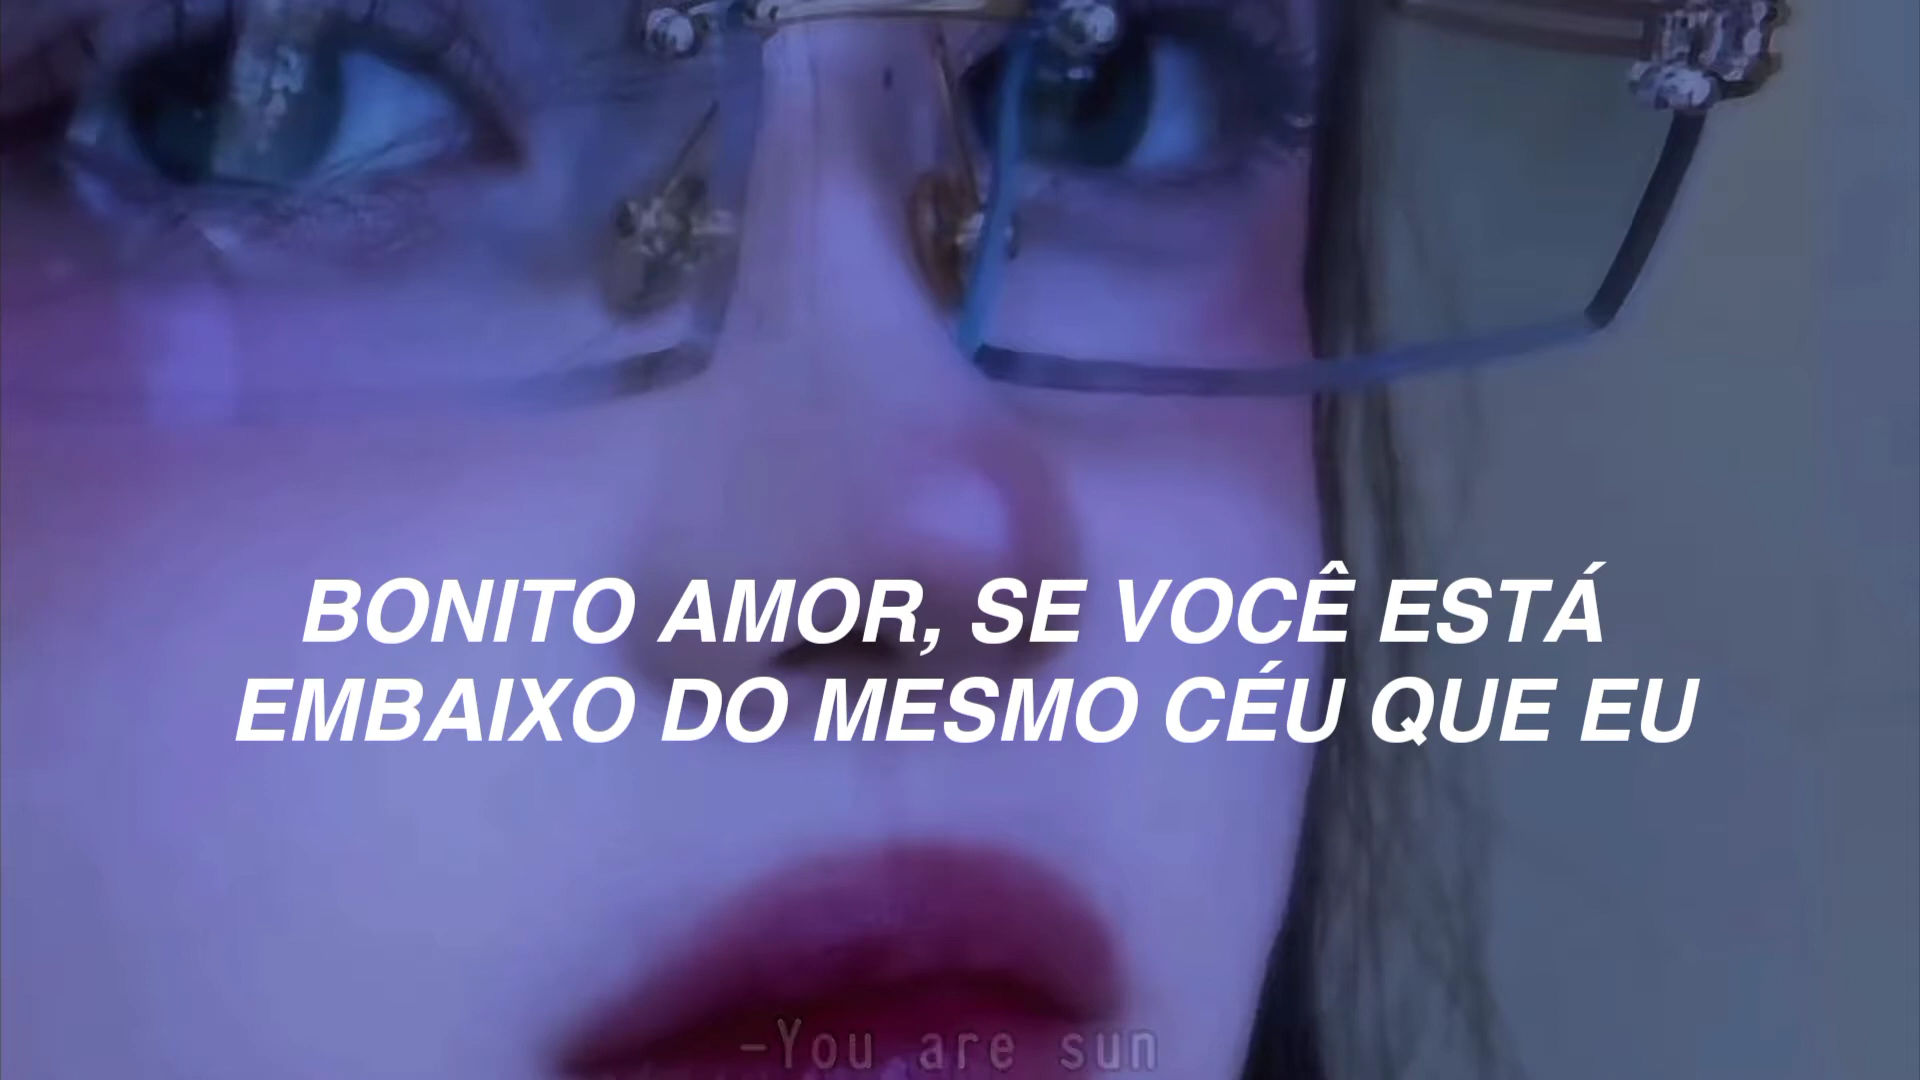 BONITO AMOR, SE VOCÊ ESTÁ
EMBAIXO DO MESMO CÉU QUE EU
-You are sun